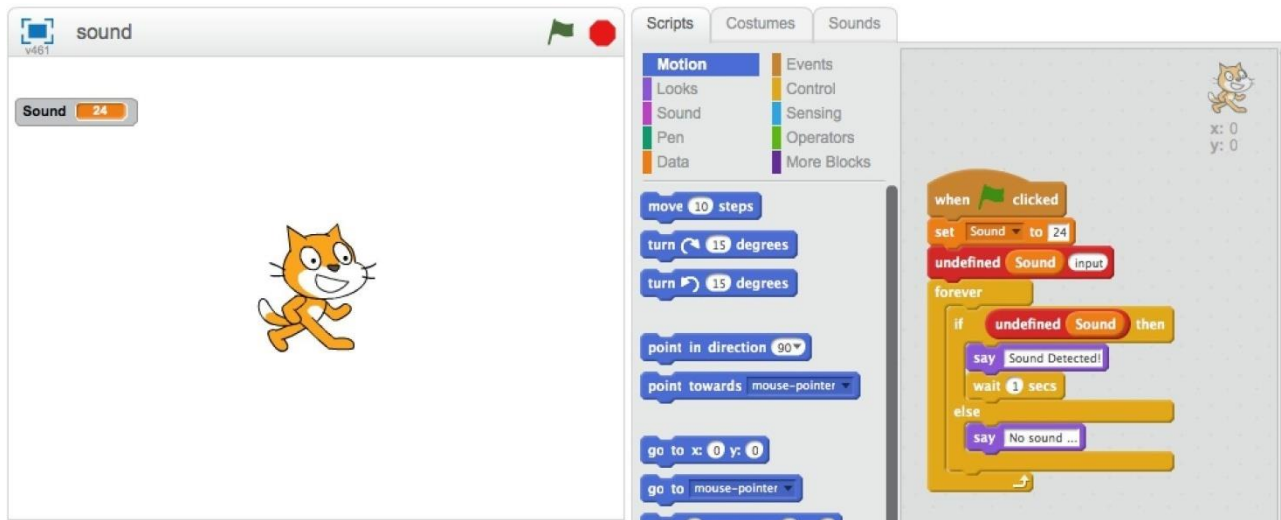 sound
v461
Sound 24
Scripts Costumes Sounds
Motion Events
Looks Control
Sound Sensing
Pen Operators
Data More Blocks
move 10 steps
turn 15 degrees
turn 15 degrees
point in direction 90
point towards mouse-pointer
go to x: 0 y: 0
go to mouse-pointer
x: 0
y: 0
when clicked
set Sound to 24
undefined Sound input
forever
if undefined Sound then
say Sound Detected!
wait 1 secs
else
say No sound ...